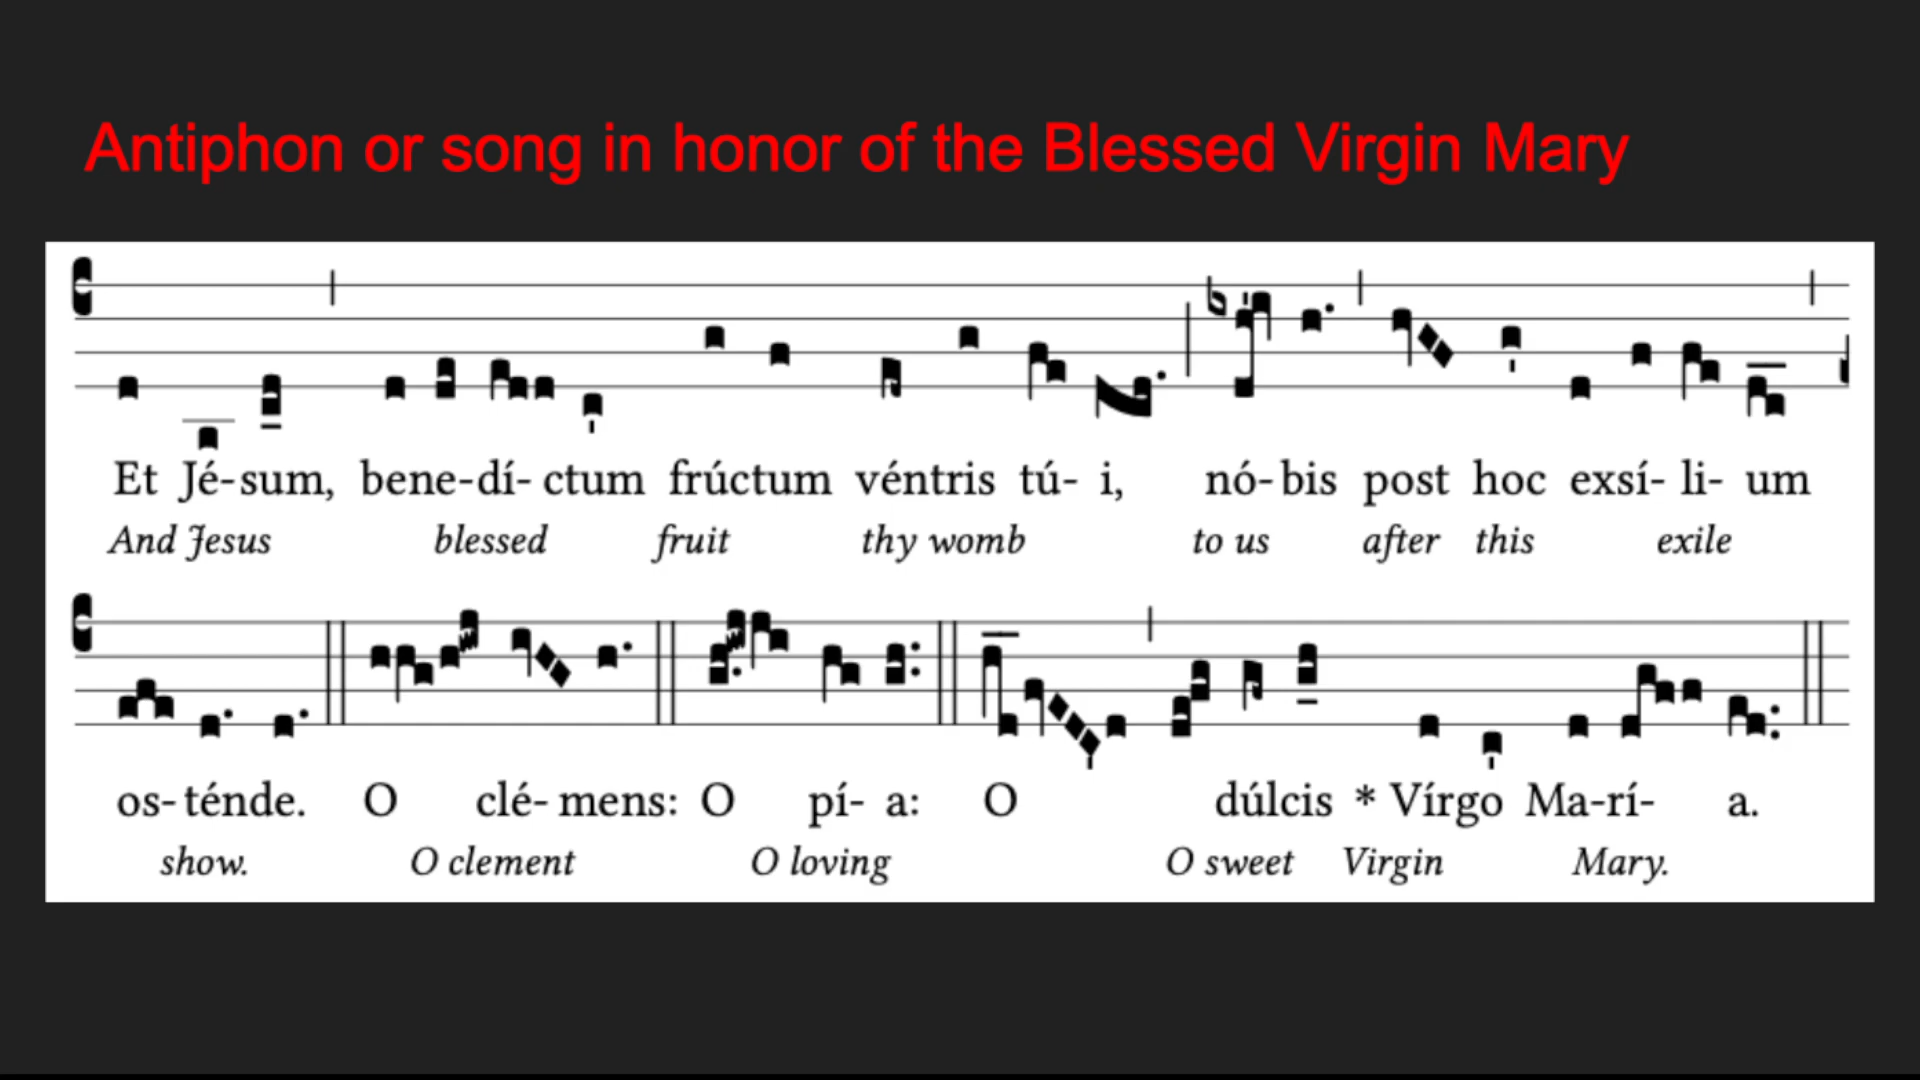 Antiphon or song in honor of the Blessed Virgin Mary
Et Jé-sum, bene-dí-ctum frúctum véntris tú-i, nó-bis post hoc exsí-li-um
And Jesus blessed fruit thy womb to us after this exile
os-ténde. O clé-mens: O pí-a: O dúlcis * Vírgo Ma-rí-a.
show. O clement O loving O sweet Virgin Mary.